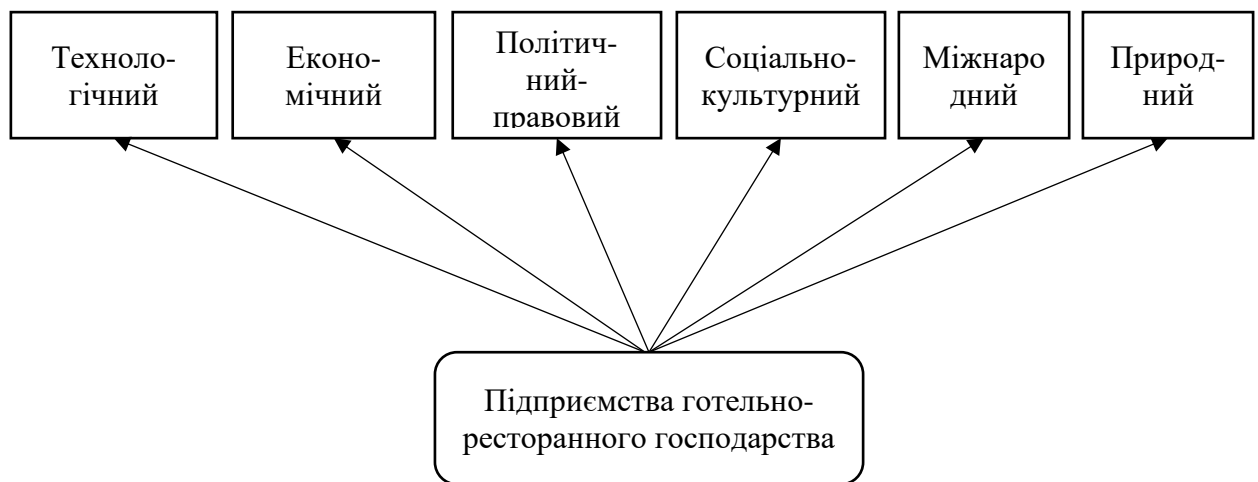 Техноло-
гічний
Еконо-
мічний
Політич-
ний-
правовий
Соціально-
культурний
Міжнаро
дний
Природ-
ний
Підприємства готельно-
ресторанного господарства